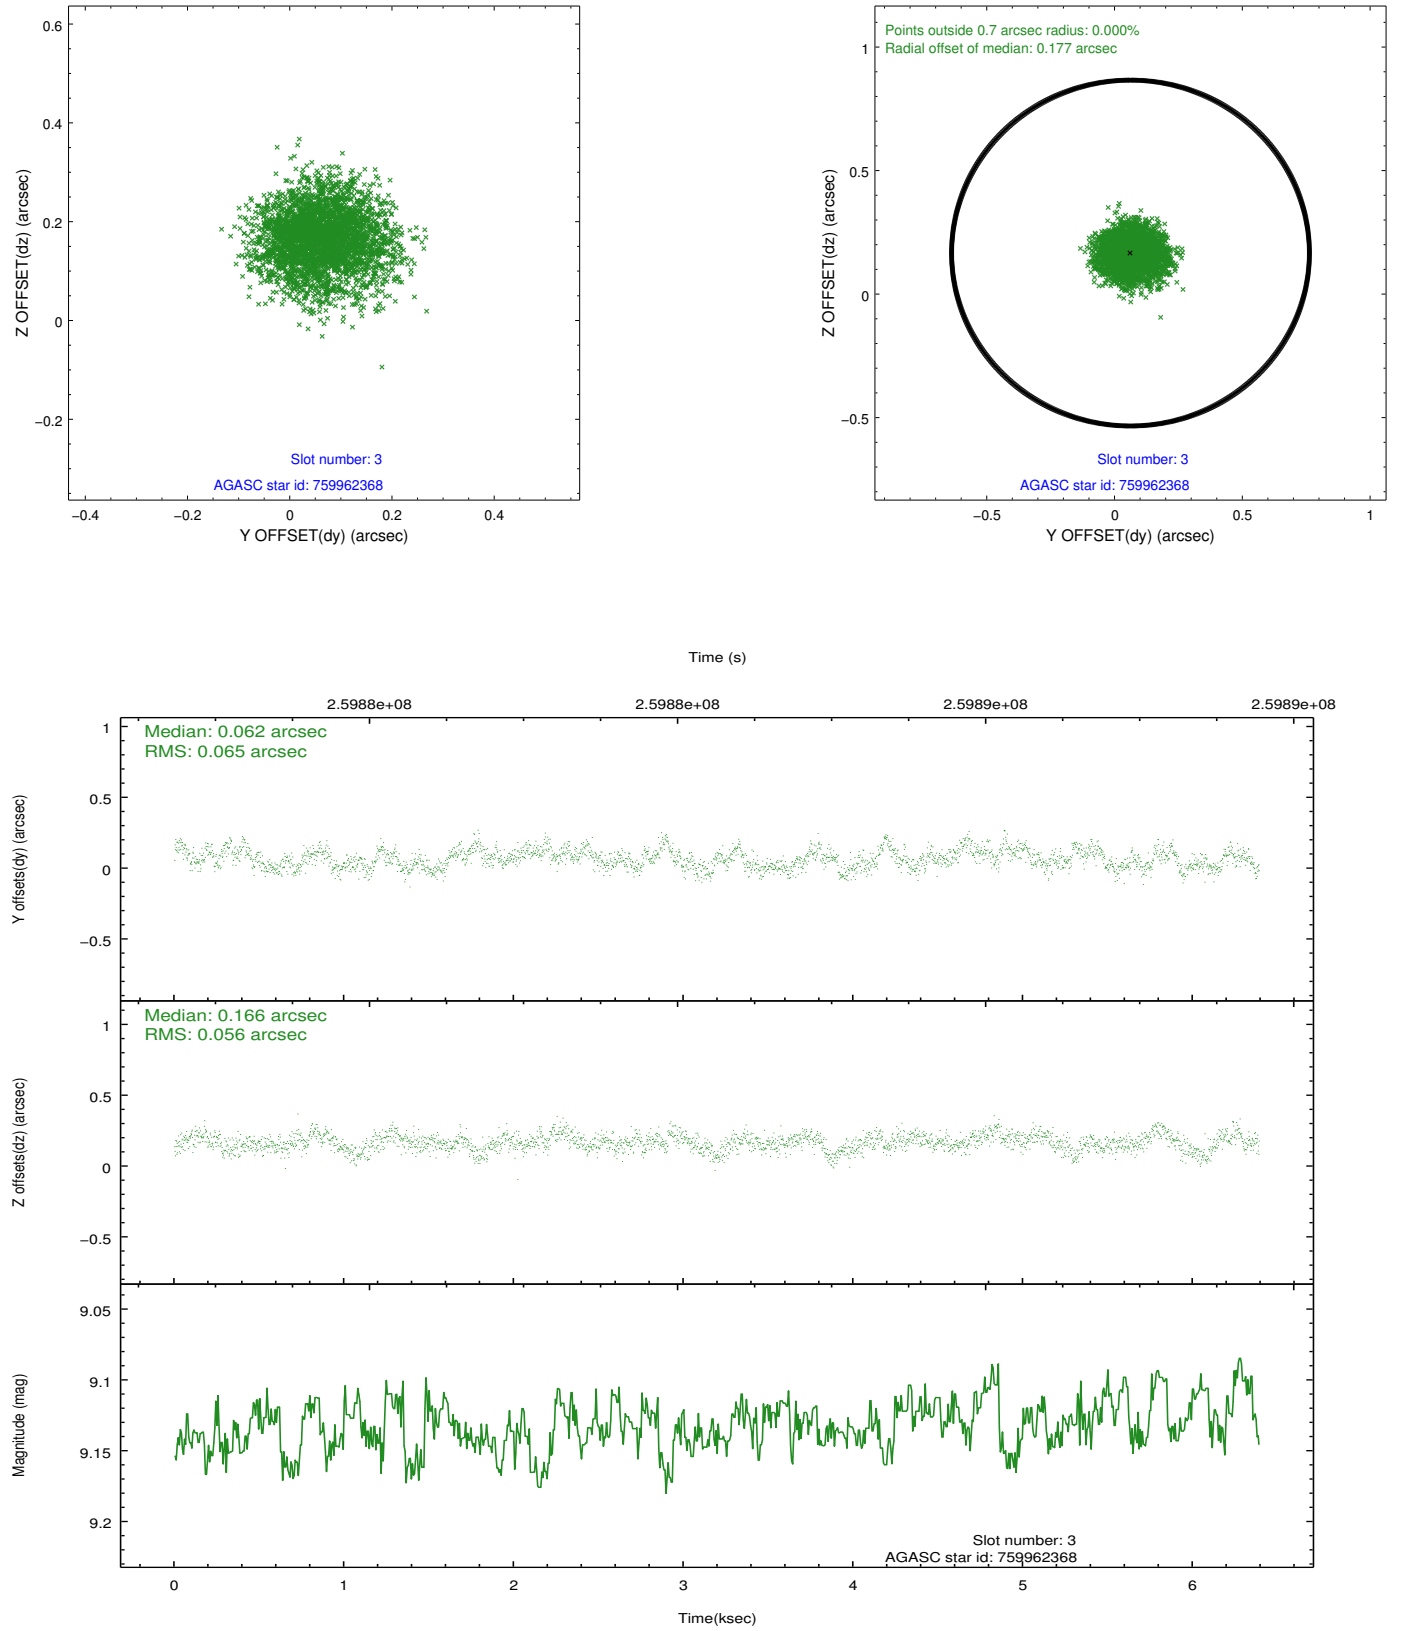 0.6
0.4
0.2
0
−0.2
Z OFFSET(dz) (arcsec)
Slot number: 3
AGASC star id: 759962368
−0.4 −0.2 0 0.2 0.4
Y OFFSET(dy) (arcsec)
Points outside 0.7 arcsec radius: 0.000%
Radial offset of median: 0.177 arcsec
1
0.5
0
−0.5
Z OFFSET(dz) (arcsec)
Slot number: 3
AGASC star id: 759962368
−0.5 0 0.5 1
Y OFFSET(dy) (arcsec)
Time (s)
2.5988e+08 2.5988e+08 2.5989e+08 2.5989e+08
Median: 0.062 arcsec
RMS: 0.065 arcsec
1
0.5
0
−0.5
Y offsets(dy) (arcsec)
Median: 0.166 arcsec
RMS: 0.056 arcsec
1
0.5
0
−0.5
Z offsets(dz) (arcsec)
9.05
9.1
9.15
9.2
Magnitude (mag)
Slot number: 3
AGASC star id: 759962368
0 1 2 3 4 5 6
Time(ksec)